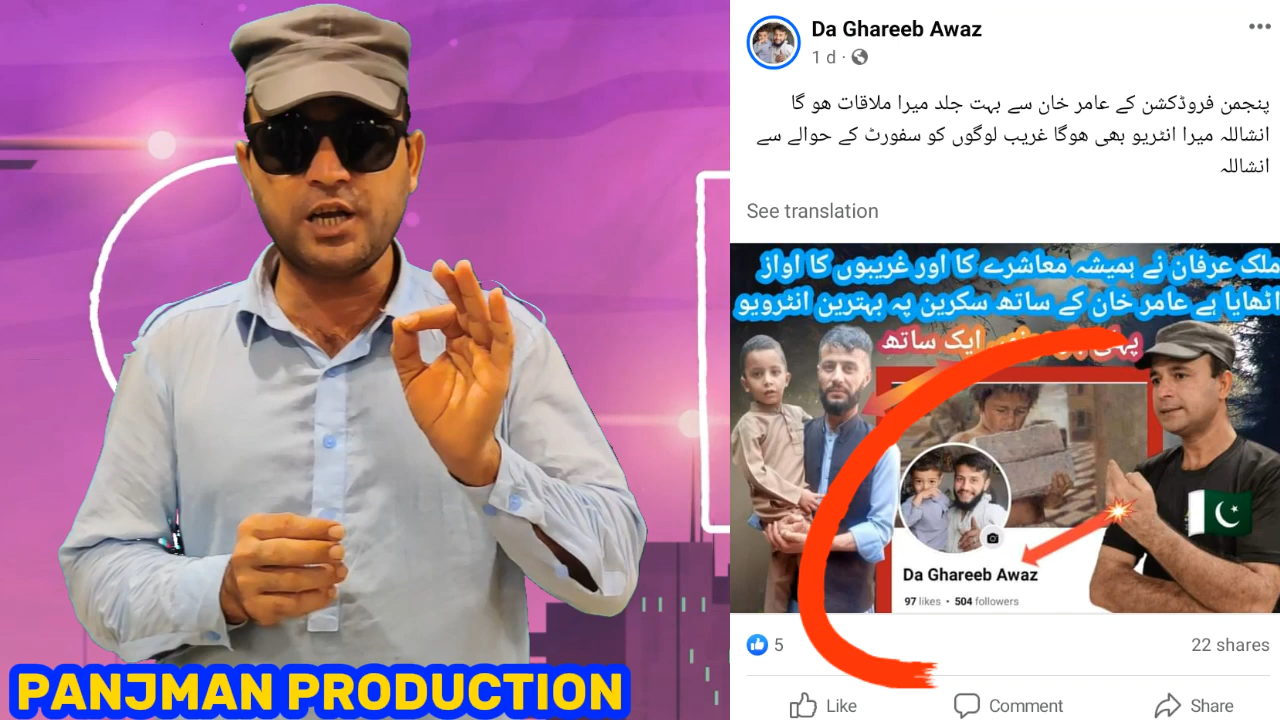 PANJMAN PRODUCTION
Da Ghareeb Awaz
1 d ·
پنجمن فروڈکشن کے عامر خان سے بہت جلد میرا ملاقات ھو گا
انشاللہ میرا انٹریو بھی ھوگا غریب لوگوں کو سفورٹ کے حوالے سے
انشاللہ
See translation
ملک عرفان نے ہمیشہ معاشرے کا اور غریبوں کا اواز
اٹھایا ہے عامر خان کے ساتھ سکرین پہ بہترین انٹرویو
ایک ساتھ
Da Ghareeb Awaz
97 likes • 504 followers
5
22 shares
Like
Comment
Share